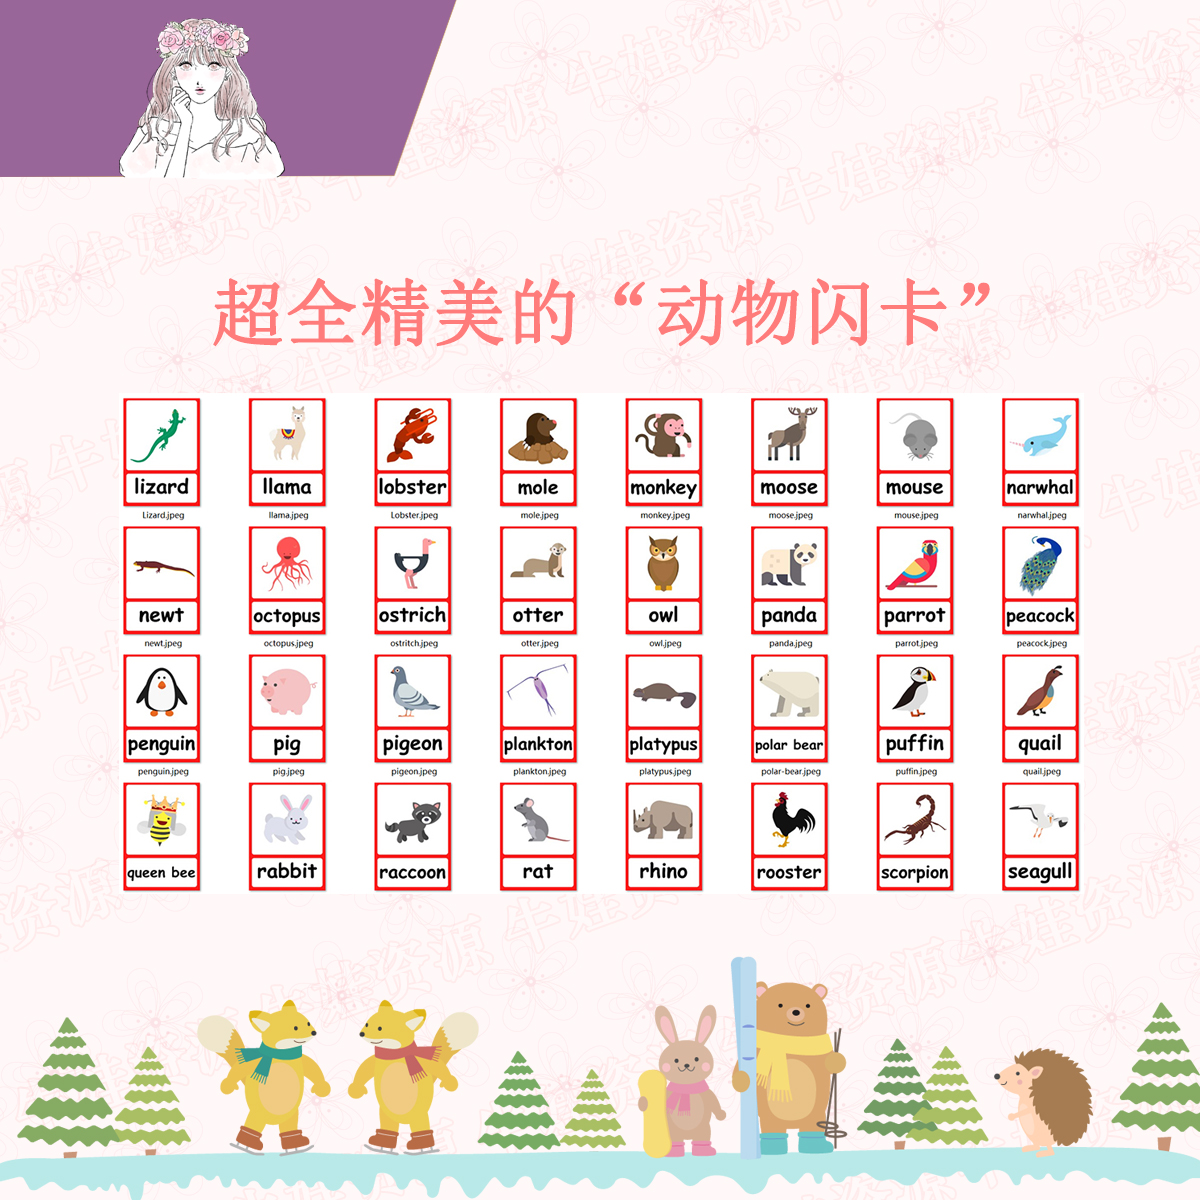 超全精美的“动物闪卡”
lizard llama lobster mole monkey moose mouse narwhal
Lizard.jpeg llama.jpeg Lobster.jpeg mole.jpeg monkey.jpeg moose.jpeg mouse.jpeg narwhal.jpeg
newt octopus ostrich otter owl panda parrot peacock
newt.jpeg octopus.jpeg ostritch.jpeg otter.jpeg owl.jpeg panda.jpeg parrot.jpeg peacock.jpeg
penguin pig pigeon plankton platypus polar bear puffin quail
penguin.jpeg pig.jpeg pigeon.jpeg plankton.jpeg platypus.jpeg polar-bear.jpeg puffin.jpeg quail.jpeg
queen bee rabbit raccoon rat rhino rooster scorpion seagull
牛娃资源